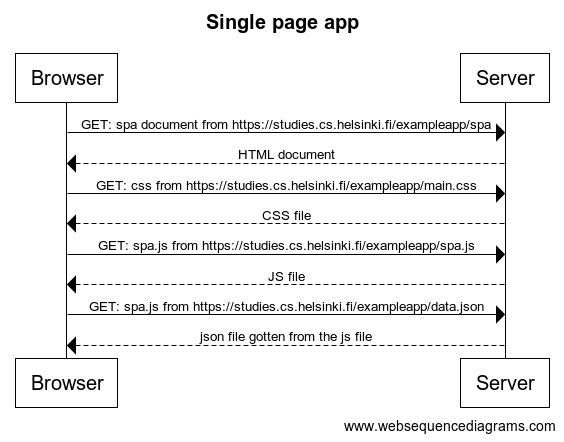 Single page app
Browser
Server
GET: spa document from https://studies.cs.helsinki.fi/exampleapp/spa
HTML document
GET: css from https://studies.cs.helsinki.fi/exampleapp/main.css
CSS file
GET: spa.js from https://studies.cs.helsinki.fi/exampleapp/spa.js
JS file
GET: spa.js from https://studies.cs.helsinki.fi/exampleapp/data.json
json file gotten from the js file
Browser
Server
www.websequencediagrams.com